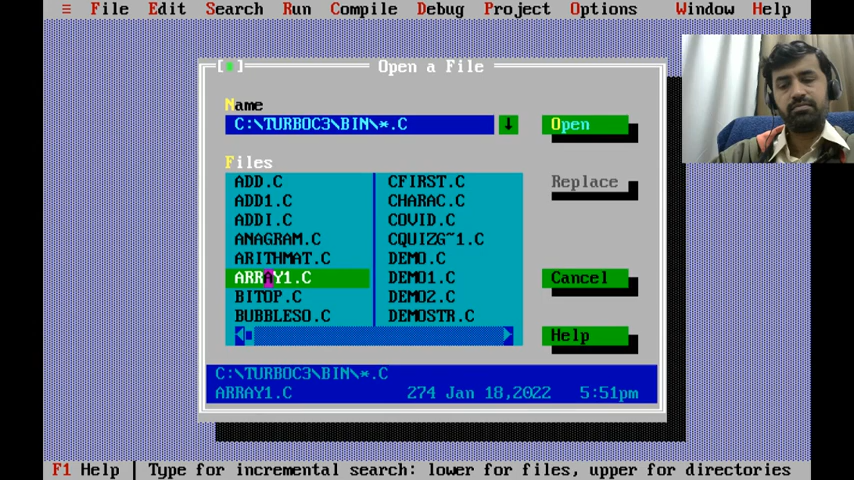 ≡ File Edit Search Run Compile Debug Project Options Window Help
[*] Open a File
Name
C:\TURBOC3\BIN\*.C ↓ Open
Files
ADD.C CFIRST.C Replace
ADD1.C CHARAC.C
ADDI.C COVID.C
ANAGRAM.C CQUIZG~1.C
ARITHMAT.C DEMO.C
ARRAY1.C DEMO1.C Cancel
BITOP.C DEMO2.C
BUBBLESO.C DEMOSTR.C
Help
C:\TURBOC3\BIN\*.C
ARRAY1.C 274 Jan 18,2022 5:51pm
F1 Help | Type for incremental search: lower for files, upper for directories